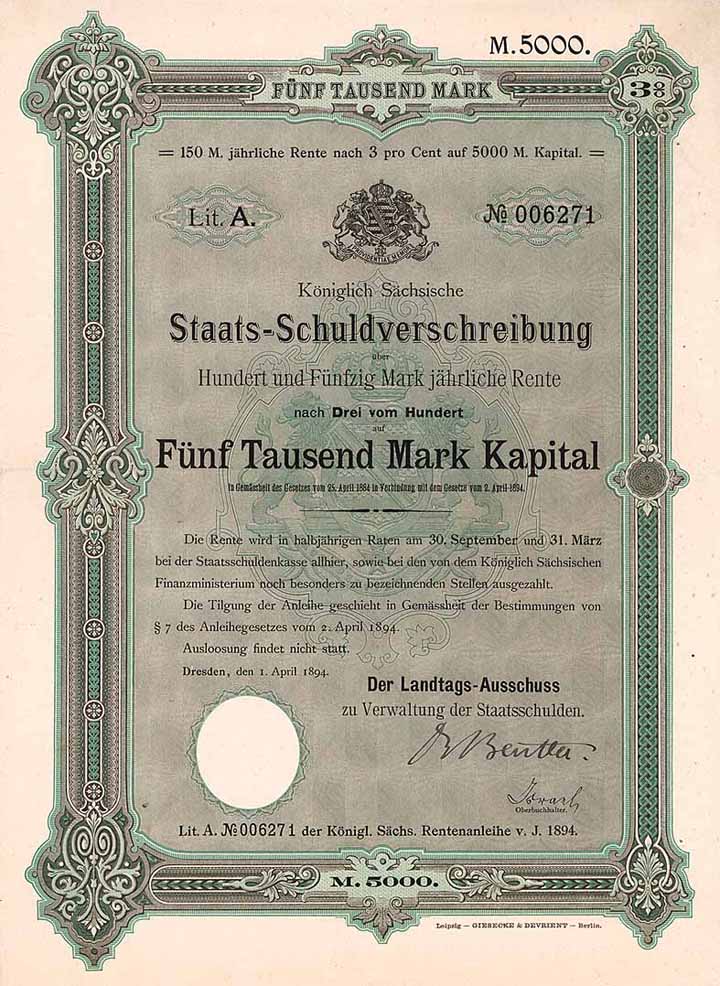 M. 5000.
FÜNF TAUSEND MARK
3%
= 150 M. jährliche Rente nach 3 pro Cent auf 5000 M. Kapital. =
Lit. A.
№ 006271
PROVIDENTIAE MEMOR
Königlich Sächsische
Staats-Schuldverschreibung
über
Hundert und Fünfzig Mark jährliche Rente
nach Drei vom Hundert
auf
Fünf Tausend Mark Kapital
in Gemässheit des Gesetzes vom 25. April 1884 in Verbindung mit dem Gesetze vom 2. April 1894.
Die Rente wird in halbjährigen Raten am 30. September und 31. März
bei der Staatsschuldenkasse allhier, sowie bei den von dem Königlich Sächsischen
Finanzministerium noch besonders zu bezeichnenden Stellen ausgezahlt.
Die Tilgung der Anleihe geschieht in Gemässheit der Bestimmungen von
§ 7 des Anleihegesetzes vom 2. April 1894.
Ausloosung findet nicht statt.
Dresden, den 1. April 1894.
Der Landtags-Ausschuss
zu Verwaltung der Staatsschulden.
Oberbuchhalter.
Lit. A. №006271 der Königl. Sächs. Rentenanleihe v. J. 1894.
M. 5000.
Leipzig — GIESECKE & DEVRIENT — Berlin.